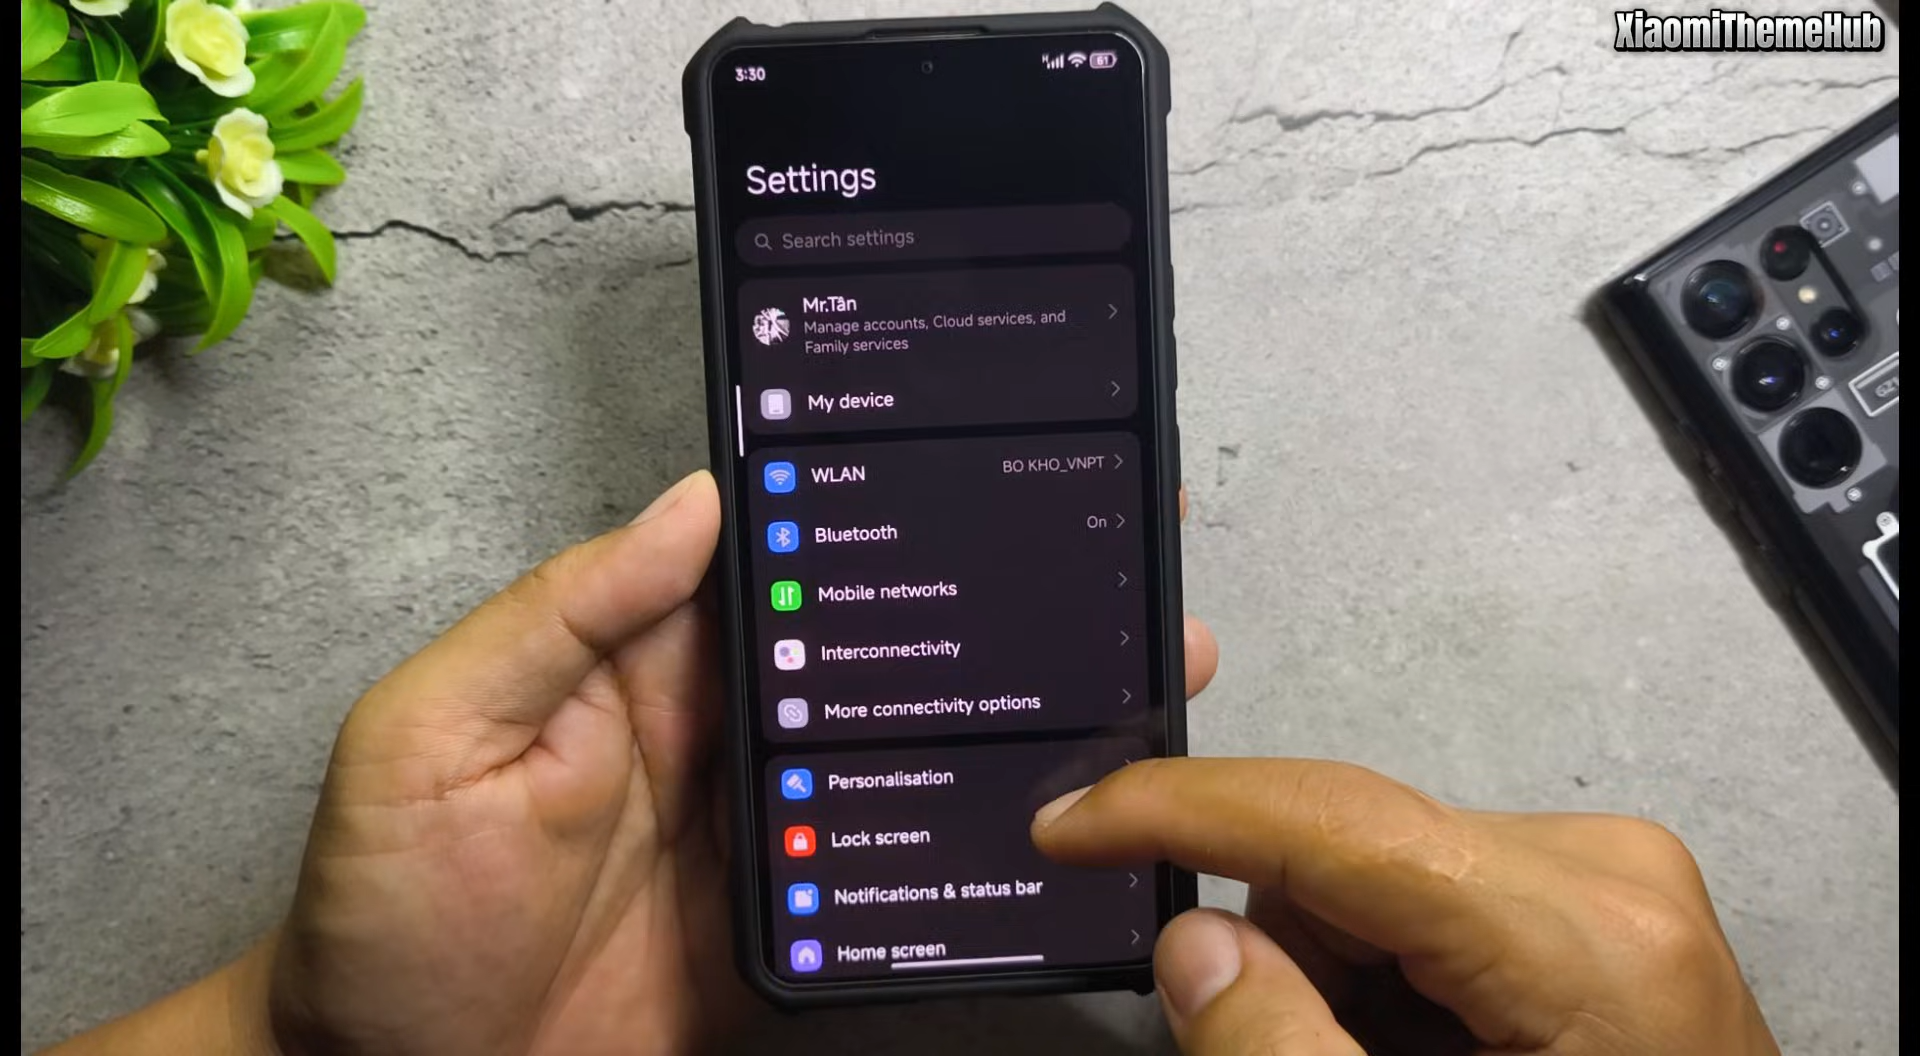 XiaomiThemeHub
3:30
61
Settings
Search settings
Mr.Tân
Manage accounts, Cloud services, and
Family services
My device
WLAN BO KHO_VNPT
Bluetooth On
Mobile networks
Interconnectivity
More connectivity options
Personalisation
Lock screen
Notifications & status bar
Home screen